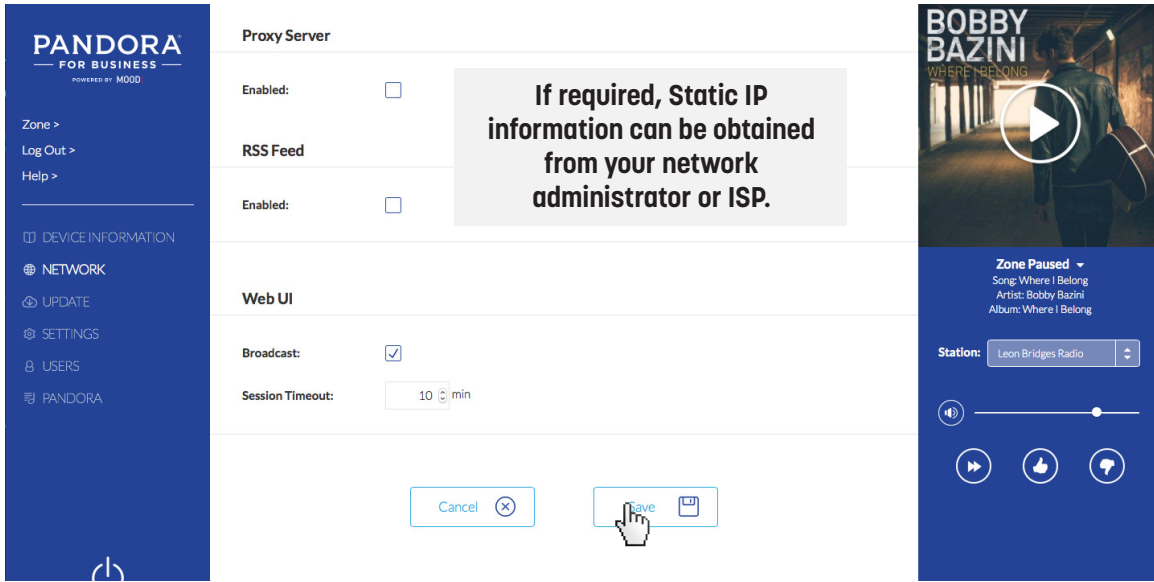 PANDORA
FOR BUSINESS
POWERED BY MOOD:
Zone >
Log Out >
Help >
DEVICE INFORMATION
NETWORK
UPDATE
SETTINGS
USERS
PANDORA
Proxy Server
Enabled:
RSS Feed
Enabled:
If required, Static IP
information can be obtained
from your network
administrator or ISP.
Web UI
Broadcast:
Session Timeout: 10 min
Cancel
Save
BOBBY
BAZINI
WHERE I BELONG
Zone Paused
Song: Where I Belong
Artist: Bobby Bazini
Album: Where I Belong
Station: Leon Bridges Radio